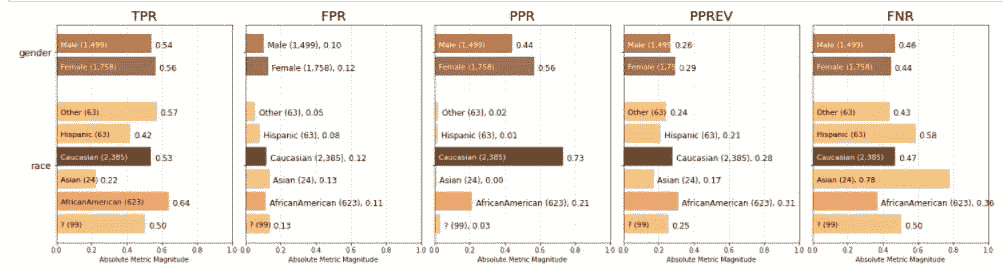 TPR
FPR
PPR
PPREV
FNR
gender
Male (1,499) 0.54
Female (1,758) 0.56
race
Other (63) 0.57
Hispanic (63) 0.42
Caucasian (2,385) 0.53
Asian (24) 0.22
AfricanAmerican (623) 0.64
? (99) 0.50
0.0 0.2 0.4 0.6 0.8 1.0
Absolute Metric Magnitude
Male (1,499), 0.10
Female (1,758), 0.12
Other (63), 0.05
Hispanic (63), 0.08
Caucasian (2,385), 0.12
Asian (24), 0.13
AfricanAmerican (623), 0.11
? (99) 0.13
0.0 0.2 0.4 0.6 0.8 1.0
Absolute Metric Magnitude
Male (1,499) 0.44
Female (1,758) 0.56
Other (63), 0.02
Hispanic (63), 0.01
Caucasian (2,385) 0.73
Asian (24), 0.00
AfricanAmerican (623), 0.21
? (99), 0.03
0.0 0.2 0.4 0.6 0.8 1.0
Absolute Metric Magnitude
Male (1,499 0.26
Female (1,75 0.29
Other (63) 0.24
Hispanic (63), 0.21
Caucasian (2,385), 0.28
Asian (24), 0.17
AfricanAmerican (623), 0.31
? (99) 0.25
0.0 0.2 0.4 0.6 0.8 1.0
Absolute Metric Magnitude
Male (1,499) 0.46
Female (1,758) 0.44
Other (63) 0.43
Hispanic (63) 0.58
Caucasian (2,385) 0.47
Asian (24), 0.78
AfricanAmerican (623), 0.36
? (99) 0.50
0.0 0.2 0.4 0.6 0.8 1.0
Absolute Metric Magnitude